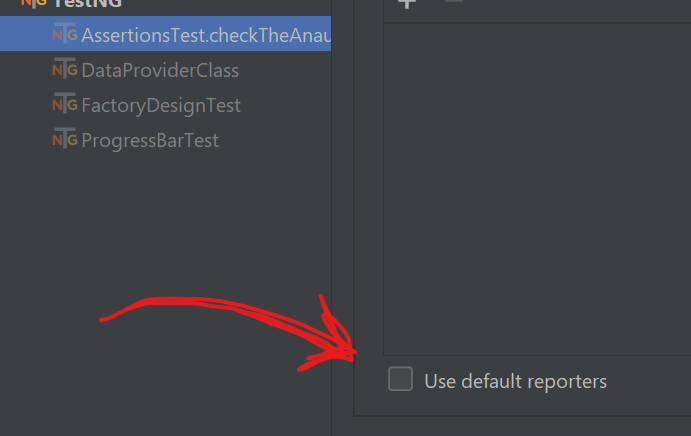 TestNG
AssertionsTest.checkTheAnau
DataProviderClass
FactoryDesignTest
ProgressBarTest
Use default reporters